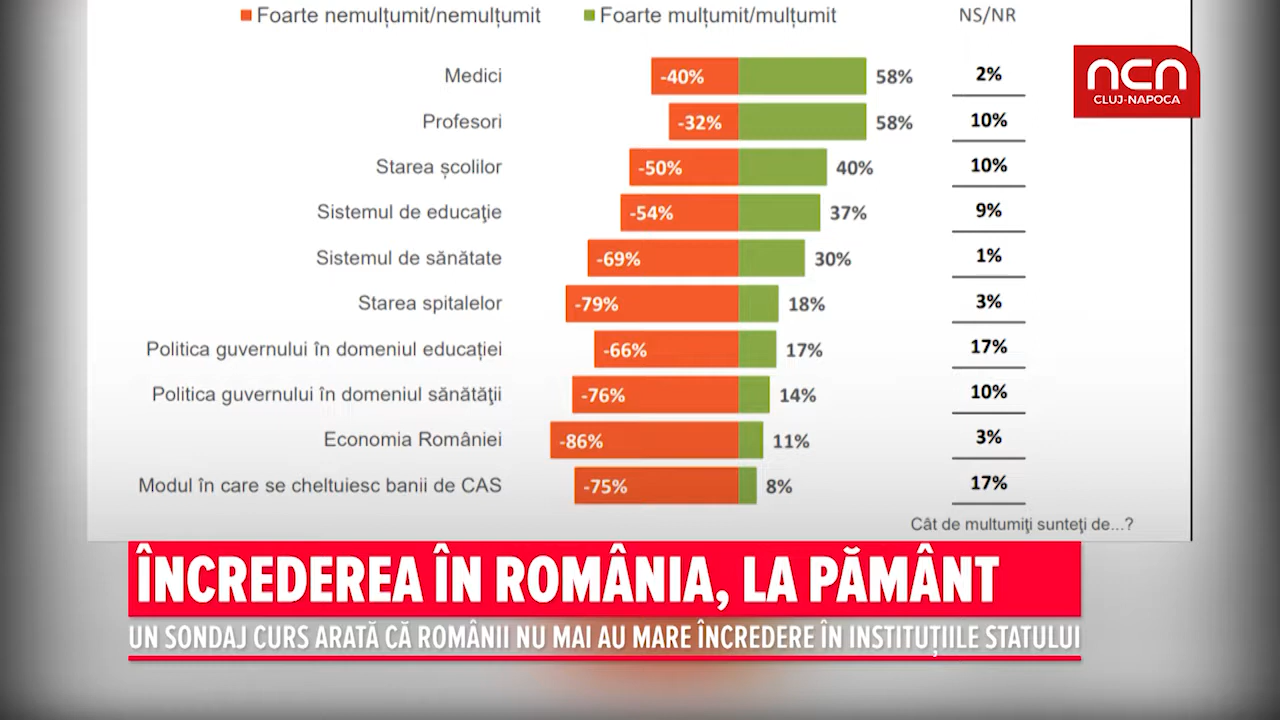 Foarte nemulțumit/nemulțumit Foarte mulțumit/mulțumit NS/NR
ncn
CLUJ-NAPOCA
Medici -40% 58% 2%
Profesori -32% 58% 10%
Starea școlilor -50% 40% 10%
Sistemul de educaţie -54% 37% 9%
Sistemul de sănătate -69% 30% 1%
Starea spitalelor -79% 18% 3%
Politica guvernului în domeniul educației -66% 17% 17%
Politica guvernului în domeniul sănătăţii -76% 14% 10%
Economia României -86% 11% 3%
Modul în care se cheltuiesc banii de CAS -75% 8% 17%
Cât de multumiţi sunteţi de...?
ÎNCREDEREA ÎN ROMÂNIA, LA PĂMÂNT
UN SONDAJ CURS ARATĂ CĂ ROMÂNII NU MAI AU MARE ÎNCREDERE ÎN INSTITUȚIILE STATULUI